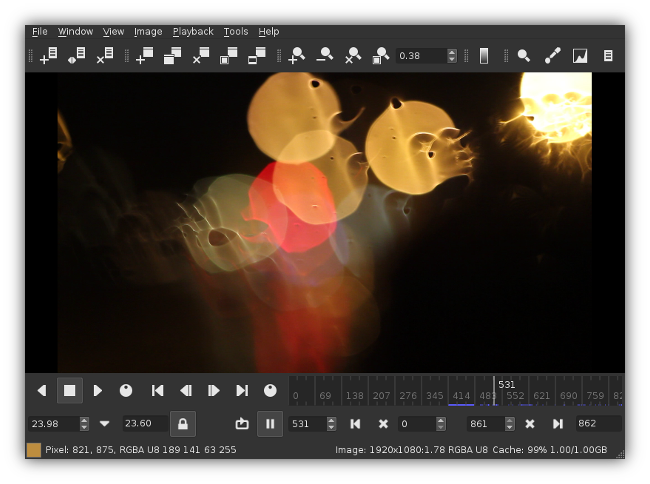 File Window View Image Playback Tools Help
0.38
531
0 69 138 207 276 345 414 483 552 621 690 759
23.98 23.60 531 0 861 862
Pixel: 821, 875, RGBA U8 189 141 63 255 Image: 1920x1080:1.78 RGBA U8 Cache: 99% 1.00/1.00GB